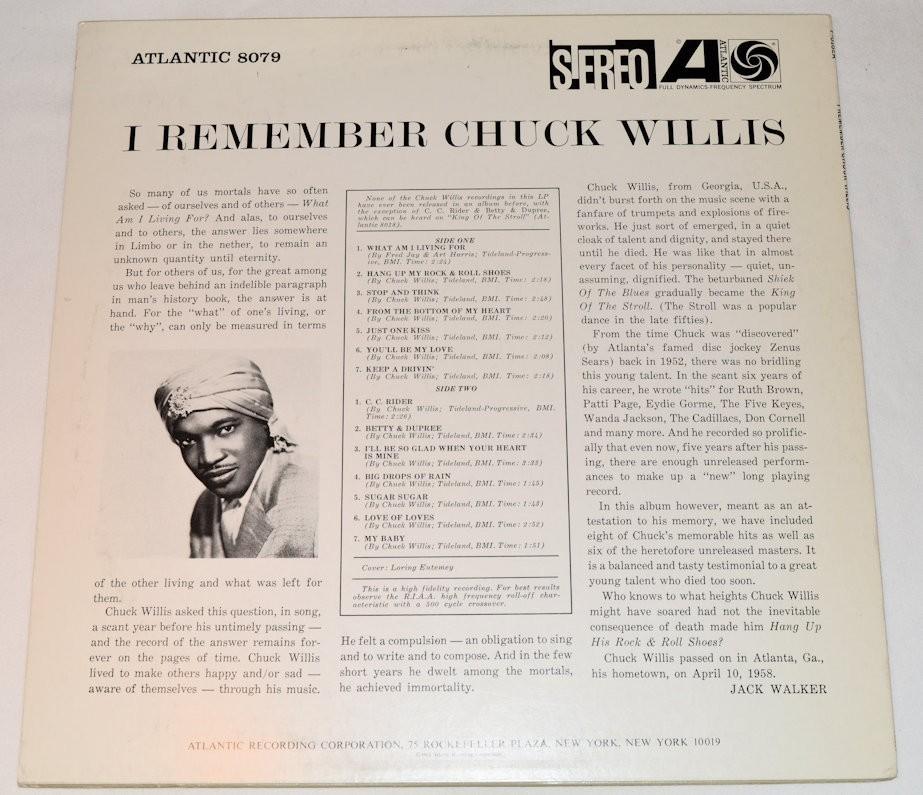 ATLANTIC 8079
STEREO
A
ATLANTIC
FULL DYNAMICS-FREQUENCY SPECTRUM
I REMEMBER CHUCK WILLIS
So many of us mortals have so often
asked — of ourselves and of others — What
Am I Living For? And alas, to ourselves
and to others, the answer lies somewhere
in Limbo or in the nether, to remain an
unknown quantity until eternity.
But for others of us, for the great among
us who leave behind an indelible paragraph
in man's history book, the answer is at
hand. For the "what" of one's living, or
the "why", can only be measured in terms
of the other living and what was left for
them.
Chuck Willis asked this question, in song,
a scant year before his untimely passing —
and the record of the answer remains for-
ever on the pages of time. Chuck Willis
lived to make others happy and/or sad —
aware of themselves — through his music.
None of the Chuck Willis recordings in this LP
have ever been released in an album before, with
the exception of C. C. Rider & Betty & Dupree,
which can be heard on "King Of The Stroll" (At-
lantic 8018).
SIDE ONE
1. WHAT AM I LIVING FOR
(By Fred Jay & Art Harris; Tideland-Progress-
ive, BMI. Time: 2:24)
2. HANG UP MY ROCK & ROLL SHOES
(By Chuck Willis; Tideland, BMI. Time: 2:18)
3. STOP AND THINK
(By Chuck Willis; Tideland, BMI. Time: 2:48)
4. FROM THE BOTTOM OF MY HEART
(By Chuck Willis; Tideland, BMI. Time: 2:20)
5. JUST ONE KISS
(By Chuck Willis; Tideland, BMI. Time: 2:12)
6. YOU'LL BE MY LOVE
(By Chuck Willis; Tideland, BMI. Time: 2:08)
7. KEEP A DRIVIN'
(By Chuck Willis; Tideland, BMI. Time: 2:18)
SIDE TWO
1. C. C. RIDER
(By Chuck Willis; Tideland-Progressive, BMI.
Time: 2:26)
2. BETTY & DUPREE
(By Chuck Willis; Tideland, BMI. Time: 2:34)
3. I'LL BE SO GLAD WHEN YOUR HEART
IS MINE
(By Chuck Willis; Tideland, BMI. Time: 2:33)
4. BIG DROPS OF RAIN
(By Chuck Willis; Tideland, BMI. Time: 1:45)
5. SUGAR SUGAR
(By Chuck Willis; Tideland, BMI. Time: 1:43)
6. LOVE OF LOVES
(By Chuck Willis; Tideland, BMI. Time: 2:52)
7. MY BABY
(By Chuck Willis; Tideland, BMI. Time: 1:51)
Cover: Loring Eutemey
This is a high fidelity recording. For best results
observe the R.I.A.A. high frequency roll-off char-
acteristic with a 500 cycle crossover.
He felt a compulsien — an obligation to sing
and to write and to compose. And in the few
short years he dwelt among the mortals,
he achieved immortality.
Chuck Willis, from Georgia, U.S.A.,
didn't burst forth on the music scene with a
fanfare of trumpets and explosions of fire-
works. He just sort of emerged, in a quiet
cloak of talent and dignity, and stayed there
until he died. He was like that in almost
every facet of his personality — quiet, un-
assuming, dignified. The beturbaned Shiek
Of The Blues gradually became the King
Of The Stroll. (The Stroll was a popular
dance in the late fifties).
From the time Chuck was "discovered"
(by Atlanta's famed disc jockey Zenus
Sears) back in 1952, there was no bridling
this young talent. In the scant six years of
his career, he wrote "hits" for Ruth Brown,
Patti Page, Eydie Gorme, The Five Keyes,
Wanda Jackson, The Cadillacs, Don Cornell
and many more. And he recorded so prolific-
ally that even now, five years after his pass-
ing, there are enough unreleased perform-
ances to make up a "new" long playing
record.
In this album however, meant as an at-
testation to his memory, we have included
eight of Chuck's memorable hits as well as
six of the heretofore unreleased masters. It
is a balanced and tasty testimonial to a great
young talent who died too soon.
Who knows to what heights Chuck Willis
might have soared had not the inevitable
consequence of death made him Hang Up
His Rock & Roll Shoes?
Chuck Willis passed on in Atlanta, Ga.,
his hometown, on April 10, 1958.
JACK WALKER
ATLANTIC RECORDING CORPORATION, 75 ROCKEFELLER PLAZA, NEW YORK, NEW YORK 10019